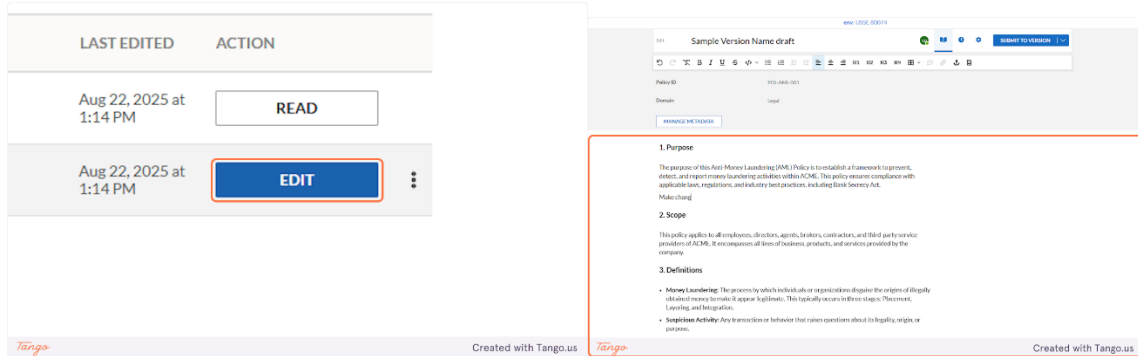 LAST EDITED ACTION
Aug 22, 2025 at
1:14 PM
READ
Aug 22, 2025 at
1:14 PM
EDIT
Tango
Created with Tango.us
env: USSE 80074
Sample Version Name draft
SUBMIT TO VERSION
H1 H2 H3 H4
Policy ID POL-AML-001
Domain Legal
MANAGE METADATA
1. Purpose
The purpose of this Anti-Money Laundering (AML) Policy is to establish a framework to prevent,
detect, and report money laundering activities within ACME. This policy ensures compliance with
applicable laws, regulations, and industry best practices, including Bank Secrecy Act.
Make chang
2. Scope
This policy applies to all employees, directors, agents, brokers, contractors, and third-party service
providers of ACME. It encompasses all lines of business, products, and services provided by the
company.
3. Definitions
• Money Laundering: The process by which individuals or organizations disguise the origins of illegally
obtained money to make it appear legitimate. This typically occurs in three stages: Placement,
Layering, and Integration.
• Suspicious Activity: Any transaction or behavior that raises questions about its legality, origin, or
purpose.
Tango
Created with Tango.us